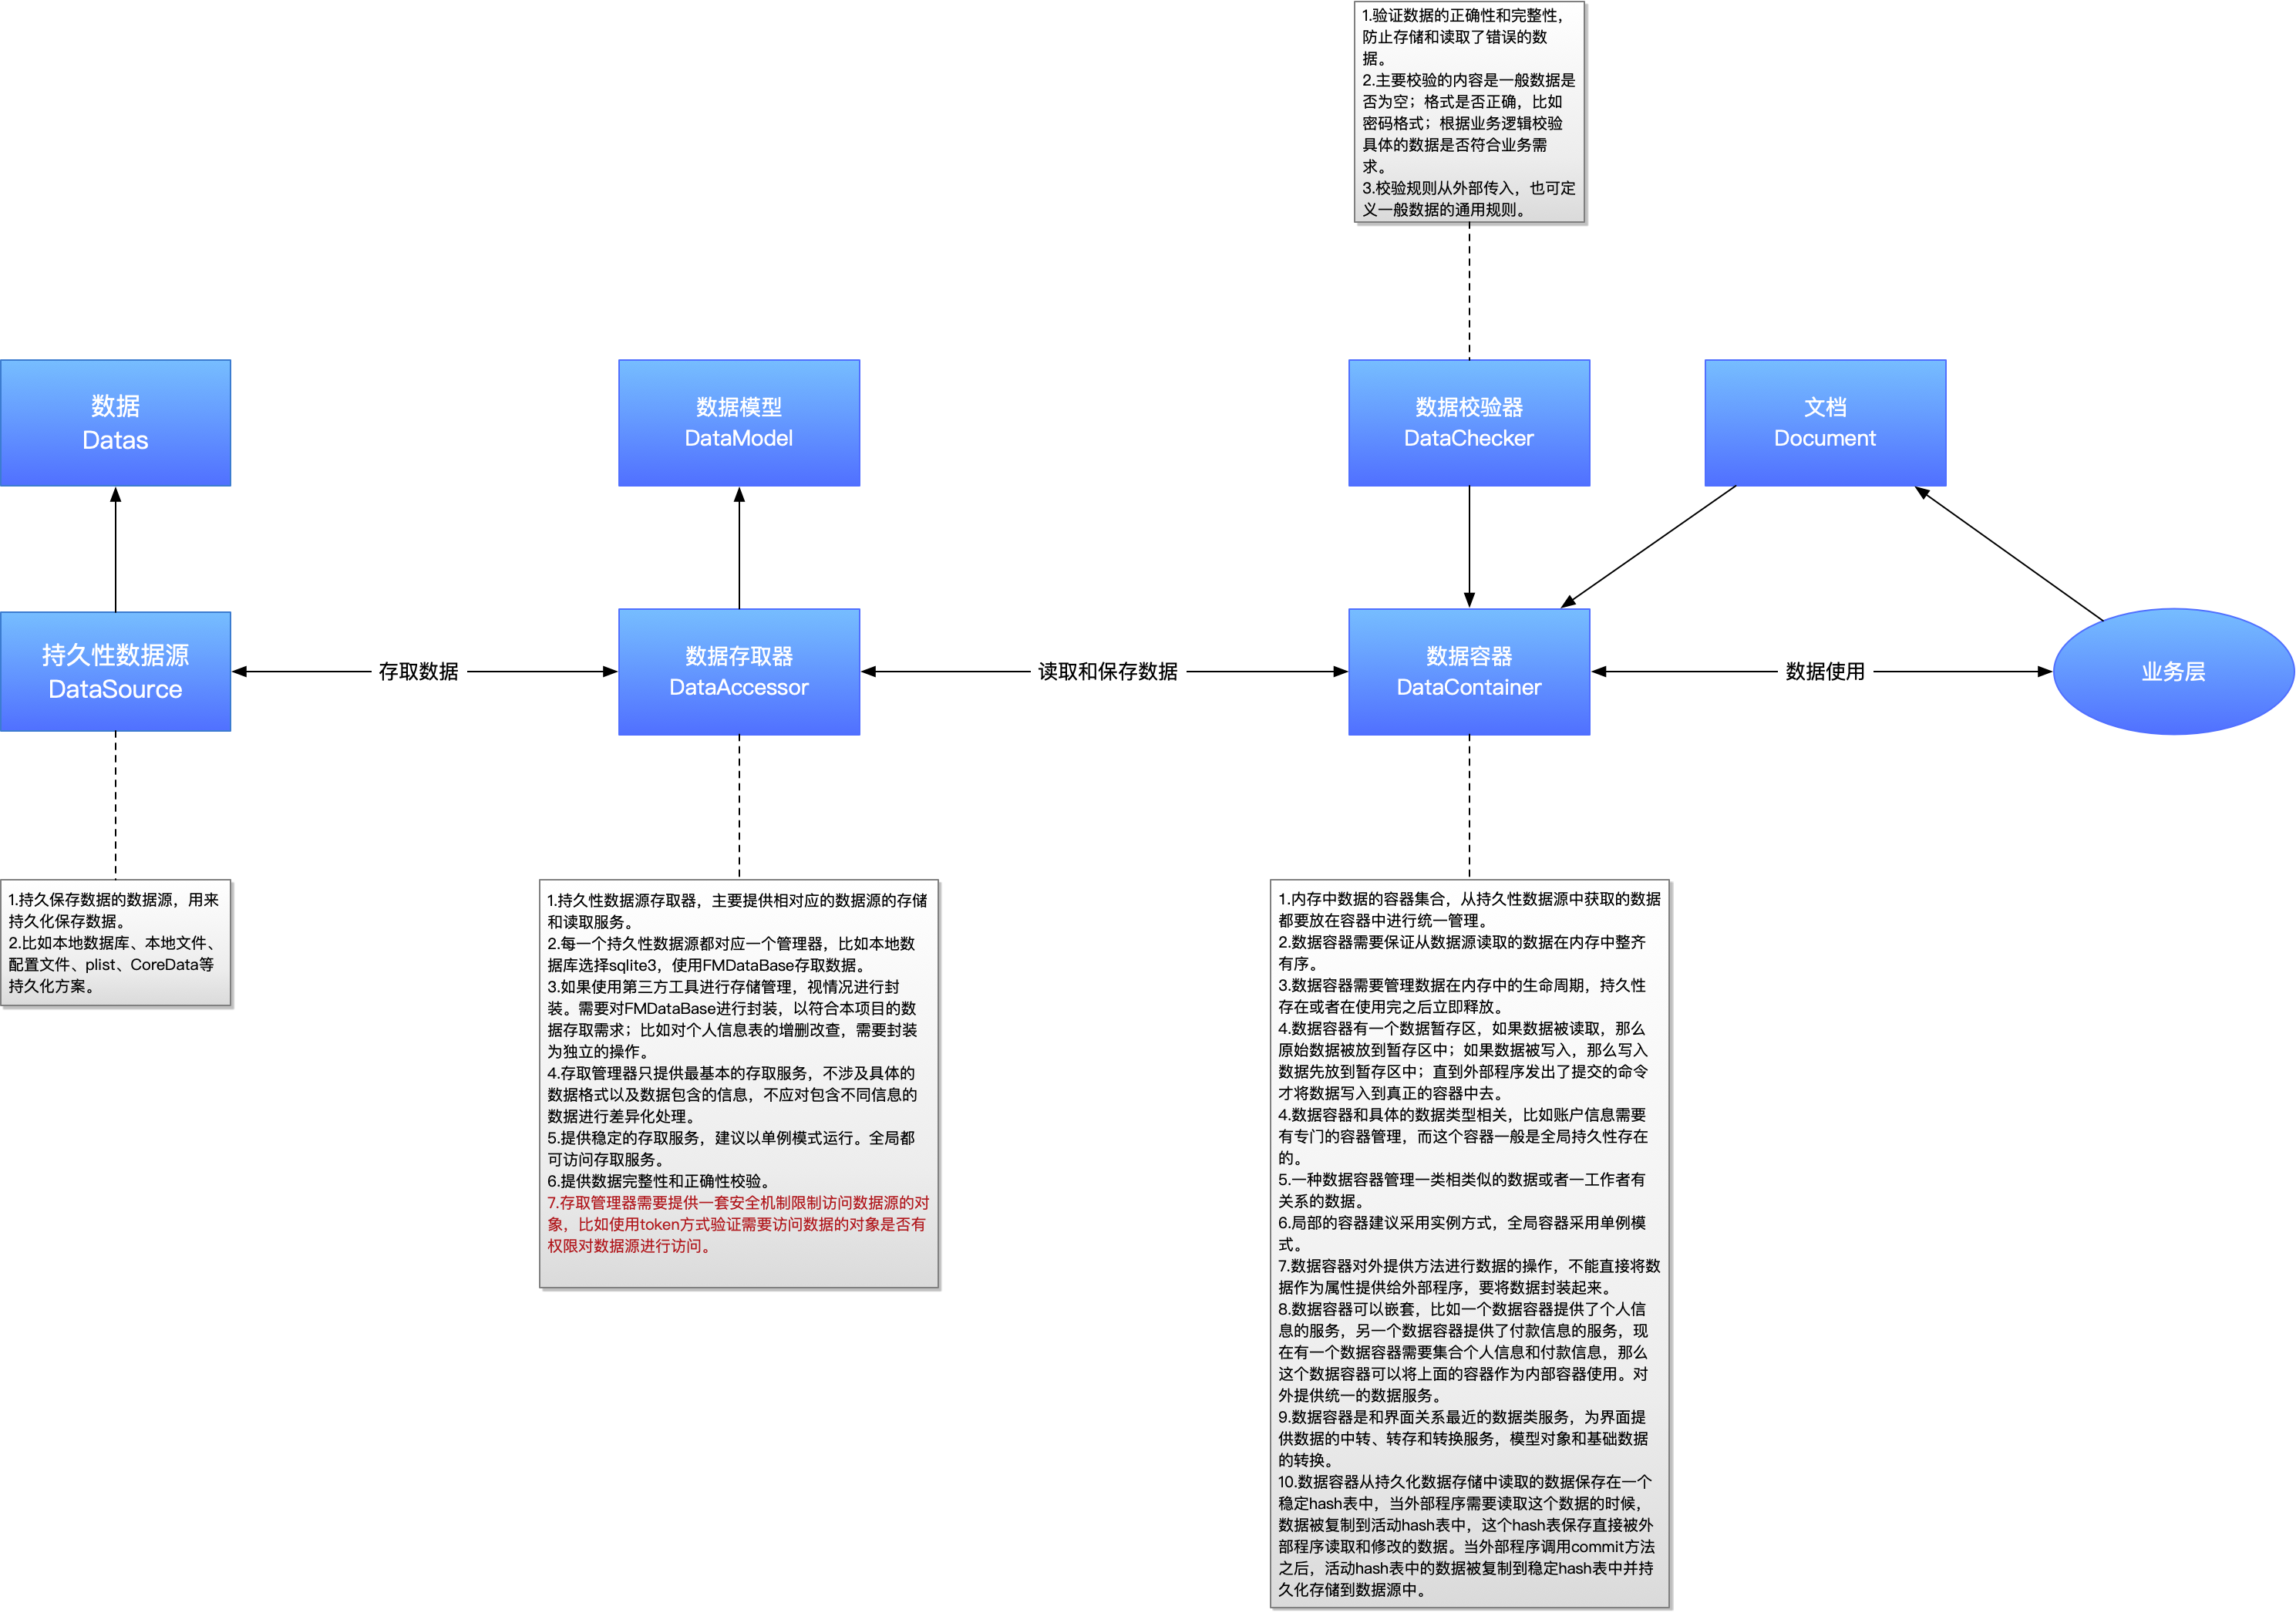 1.验证数据的正确性和完整性，
防止存储和读取了错误的数
据。
2.主要校验的内容是一般数据是
否为空；格式是否正确，比如
密码格式；根据业务逻辑校验
具体的数据是否符合业务需
求。
3.校验规则从外部传入，也可定
义一般数据的通用规则。
数据
Datas
数据模型
DataModel
数据校验器
DataChecker
文档
Document
持久性数据源
DataSource
存取数据
数据存取器
DataAccessor
读取和保存数据
数据容器
DataContainer
数据使用
业务层
1.持久保存数据的数据源，用来
持久化保存数据。
2.比如本地数据库、本地文件、
配置文件、plist、CoreData等
持久化方案。
1.持久性数据源存取器，主要提供相对应的数据源的存储
和读取服务。
2.每一个持久性数据源都对应一个管理器，比如本地数
据库选择sqlite3，使用FMDataBase存取数据。
3.如果使用第三方工具进行存储管理，视情况进行封
装。需要对FMDataBase进行封装，以符合本项目的数
据存取需求；比如对个人信息表的增删改查，需要封装
为独立的操作。
4.存取管理器只提供最基本的存取服务，不涉及具体的
数据格式以及数据包含的信息，不应对包含不同信息的
数据进行差异化处理。
5.提供稳定的存取服务，建议以单例模式运行。全局都
可访问存取服务。
6.提供数据完整性和正确性校验。
7.存取管理器需要提供一套安全机制限制访问数据源的对
象，比如使用token方式验证需要访问数据的对象是否有
权限对数据源进行访问。
1.内存中数据的容器集合，从持久性数据源中获取的数据
都要放在容器中进行统一管理。
2.数据容器需要保证从数据源读取的数据在内存中整齐
有序。
3.数据容器需要管理数据在内存中的生命周期，持久性
存在或者在使用完之后立即释放。
4.数据容器有一个数据暂存区，如果数据被读取，那么
原始数据被放到暂存区中；如果数据被写入，那么写入
数据先放到暂存区中；直到外部程序发出了提交的命令
才将数据写入到真正的容器中去。
4.数据容器和具体的数据类型相关，比如账户信息需要
有专门的容器管理，而这个容器一般是全局持久性存在
的。
5.一种数据容器管理一类相类似的数据或者一工作者有
关系的数据。
6.局部的容器建议采用实例方式，全局容器采用单例模
式。
7.数据容器对外提供方法进行数据的操作，不能直接将数
据作为属性提供给外部程序，要将数据封装起来。
8.数据容器可以嵌套，比如一个数据容器提供了个人信
息的服务，另一个数据容器提供了付款信息的服务，现
在有一个数据容器需要集合个人信息和付款信息，那么
这个数据容器可以将上面的容器作为内部容器使用。对
外提供统一的数据服务。
9.数据容器是和界面关系最近的数据类服务，为界面提
供数据的中转、转存和转换服务，模型对象和基础数据
的转换。
10.数据容器从持久化数据存储中读取的数据保存在一个
稳定hash表中，当外部程序需要读取这个数据的时候，
数据被复制到活动hash表中，这个hash表保存直接被外
部程序读取和修改的数据。当外部程序调用commit方法
之后，活动hash表中的数据被复制到稳定hash表中并持
久化存储到数据源中。